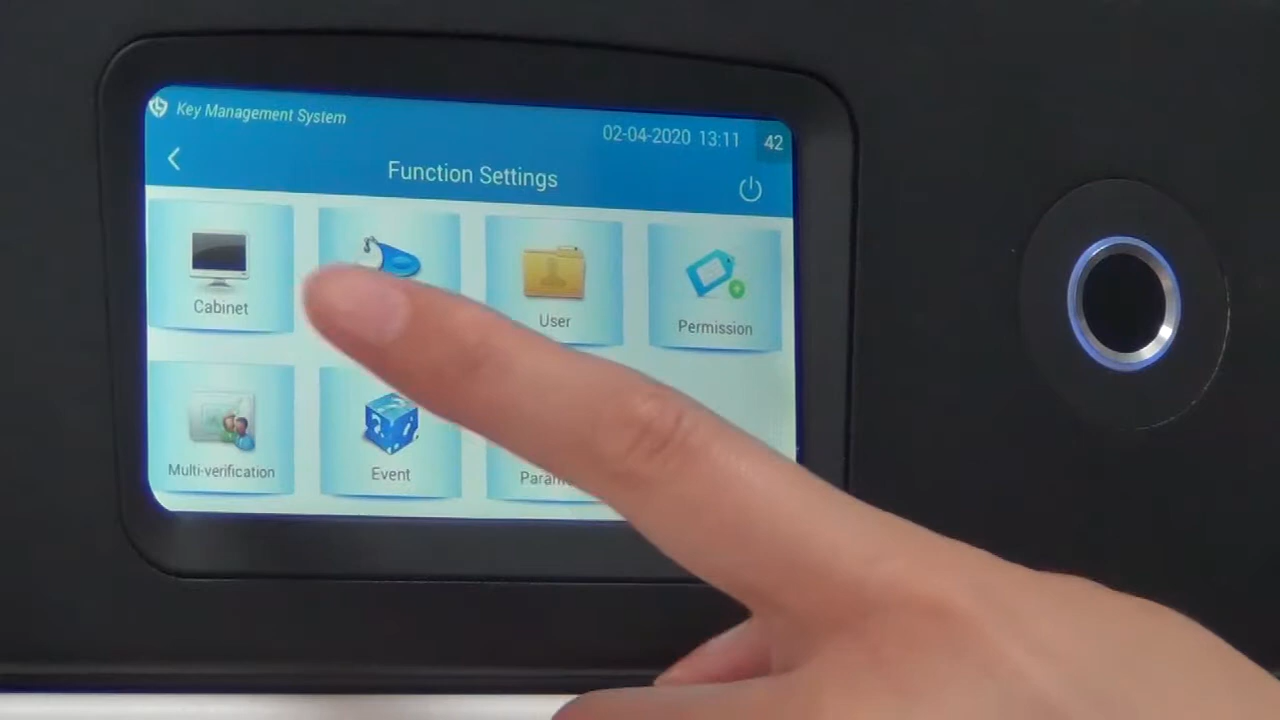 Key Management System
02-04-2020 13:11 42
Function Settings
Cabinet
User
Permission
Multi-verification
Event